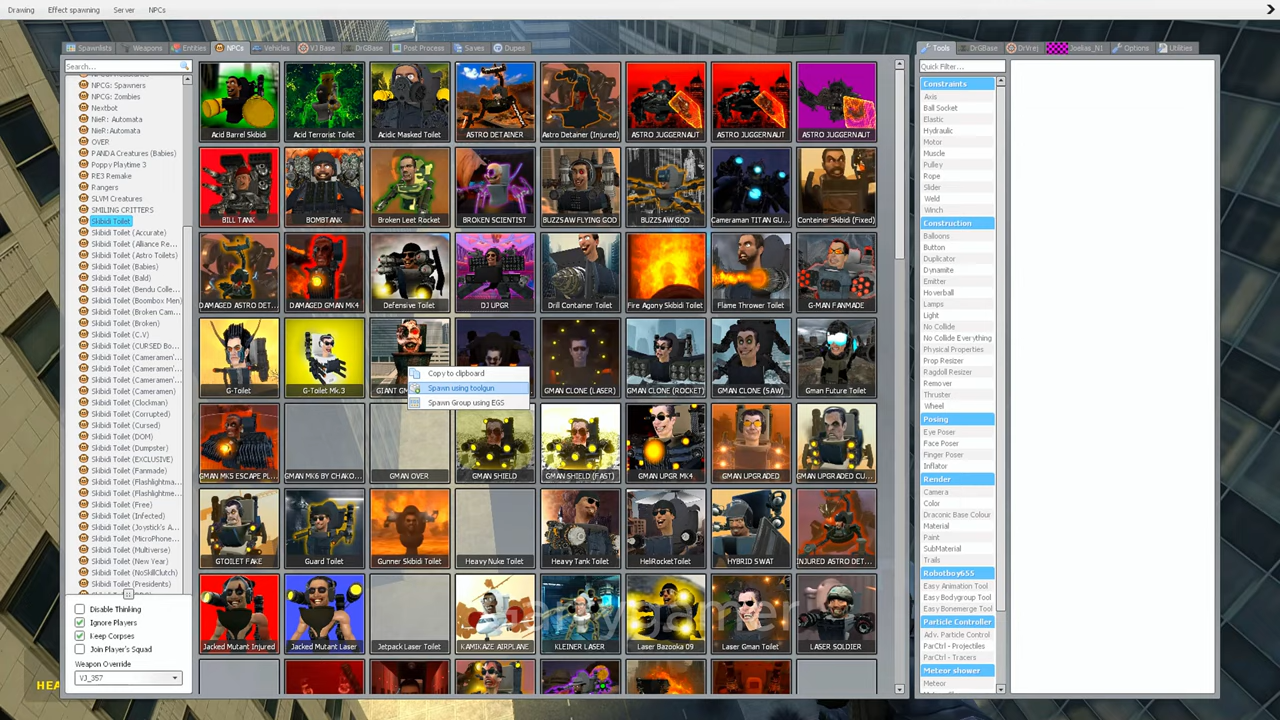 Drawing Effect spawning Server NPCs
Spawnlists Weapons Entities NPCs Vehicles VJ Base DrGBase Post Process Saves Dupes
Tools DrGBase DrVrej Joelias_N1 Options Utilities
Search...
NPCG: Spawners
NPCG: Zombies
Nextbot
NieR: Automata
NieR: Automata
OVER
PANDA Creatures (Babies)
Poppy Playtime 3
RE3 Remake
Rangers
SLVM Creatures
SMILING CRITTERS
Skibidi Toilet
Skibidi Toilet (Accurate)
Skibidi Toilet (Alliance Re...
Skibidi Toilet (Astro Toilets)
Skibidi Toilet (Babies)
Skibidi Toilet (Bald)
Skibidi Toilet (Bendu Colle...
Skibidi Toilet (Boombox Men)
Skibidi Toilet (Broken Cam...
Skibidi Toilet (Broken)
Skibidi Toilet (C.V)
Skibidi Toilet (CURSED Bo...
Skibidi Toilet (Cameramen'...
Skibidi Toilet (Cameramen'...
Skibidi Toilet (Cameramen'...
Skibidi Toilet (Cameramen)
Skibidi Toilet (Clockman)
Skibidi Toilet (Corrupted)
Skibidi Toilet (Cursed)
Skibidi Toilet (DOM)
Skibidi Toilet (Dumpster)
Skibidi Toilet (EXCLUSIVE)
Skibidi Toilet (Fanmade)
Skibidi Toilet (Flashlightme...
Skibidi Toilet (Flashlightme...
Skibidi Toilet (Free)
Skibidi Toilet (Infected)
Skibidi Toilet (Joystick's A...
Skibidi Toilet (MicroPhone...
Skibidi Toilet (Multiverse)
Skibidi Toilet (New Year)
Skibidi Toilet (NoSkillClutch)
Skibidi Toilet (Presidents)
Disable Thinking
Ignore Players
Keep Corpses
Join Player's Squad
Weapon Override
VJ_357
HEA
Acid Barrel Skibidi Acid Terrorist Toilet Acidic Masked Toilet ASTRO DETAINER Astro Detainer (Injured) ASTRO JUGGERNAUT ASTRO JUGGERNAUT ASTRO JUGGERNAUT
BILL TANK BOMBTANK Broken Leet Rocket BROKEN SCIENTIST BUZZSAW FLYING GOD BUZZSAW GOD Cameraman TITAN GU... Conteiner Skibidi (Fixed)
DAMAGED ASTRO DET... DAMAGED GMAN MK4 Defensive Toilet DJ UPGR Drill Container Toilet Fire Agony Skibidi Toilet Flame Thrower Toilet G-MAN FANMADE
G-Toilet G-Toilet Mk.3 GIANT GM GMAN CLONE (LASER) GMAN CLONE (ROCKET) GMAN CLONE (SAW) Gman Future Toilet
Copy to clipboard
Spawn using toolgun
Spawn Group using EGS
GMAN MK5 ESCAPE PL... GMAN MK6 BY CHAKO... GMAN OVER GMAN SHIELD GMAN SHIELD (FAST) GMAN UPGR MK4 GMAN UPGRADED GMAN UPGRADED CU...
GTOILET FAKE Guard Toilet Gunner Skibidi Toilet Heavy Nuke Toilet Heavy Tank Toilet HeliRocketToilet HYBRID SWAT INJURED ASTRO DET...
Jacked Mutant Injured Jacked Mutant Laser Jetpack Laser Toilet KAMIKAZE AIRPLANE KLEINER LASER Laser Bazooka 09 Laser Gman Toilet LASER SOLDIER
Quick Filter...
Constraints
Axis
Ball Socket
Elastic
Hydraulic
Motor
Muscle
Pulley
Rope
Slider
Weld
Winch
Construction
Balloons
Button
Duplicator
Dynamite
Emitter
Hoverball
Lamps
Light
No Collide
No Collide Everything
Physical Properties
Prop Resizer
Ragdoll Resizer
Remover
Thruster
Wheel
Posing
Eye Poser
Face Poser
Finger Poser
Inflator
Render
Camera
Color
Draconic Base Colour
Material
Paint
SubMaterial
Trails
Robotboy655
Easy Animation Tool
Easy Bodygroup Tool
Easy Bonemerge Tool
Particle Controller
Adv. Particle Control
ParCtrl - Projectiles
ParCtrl - Tracers
Meteor shower
Meteor